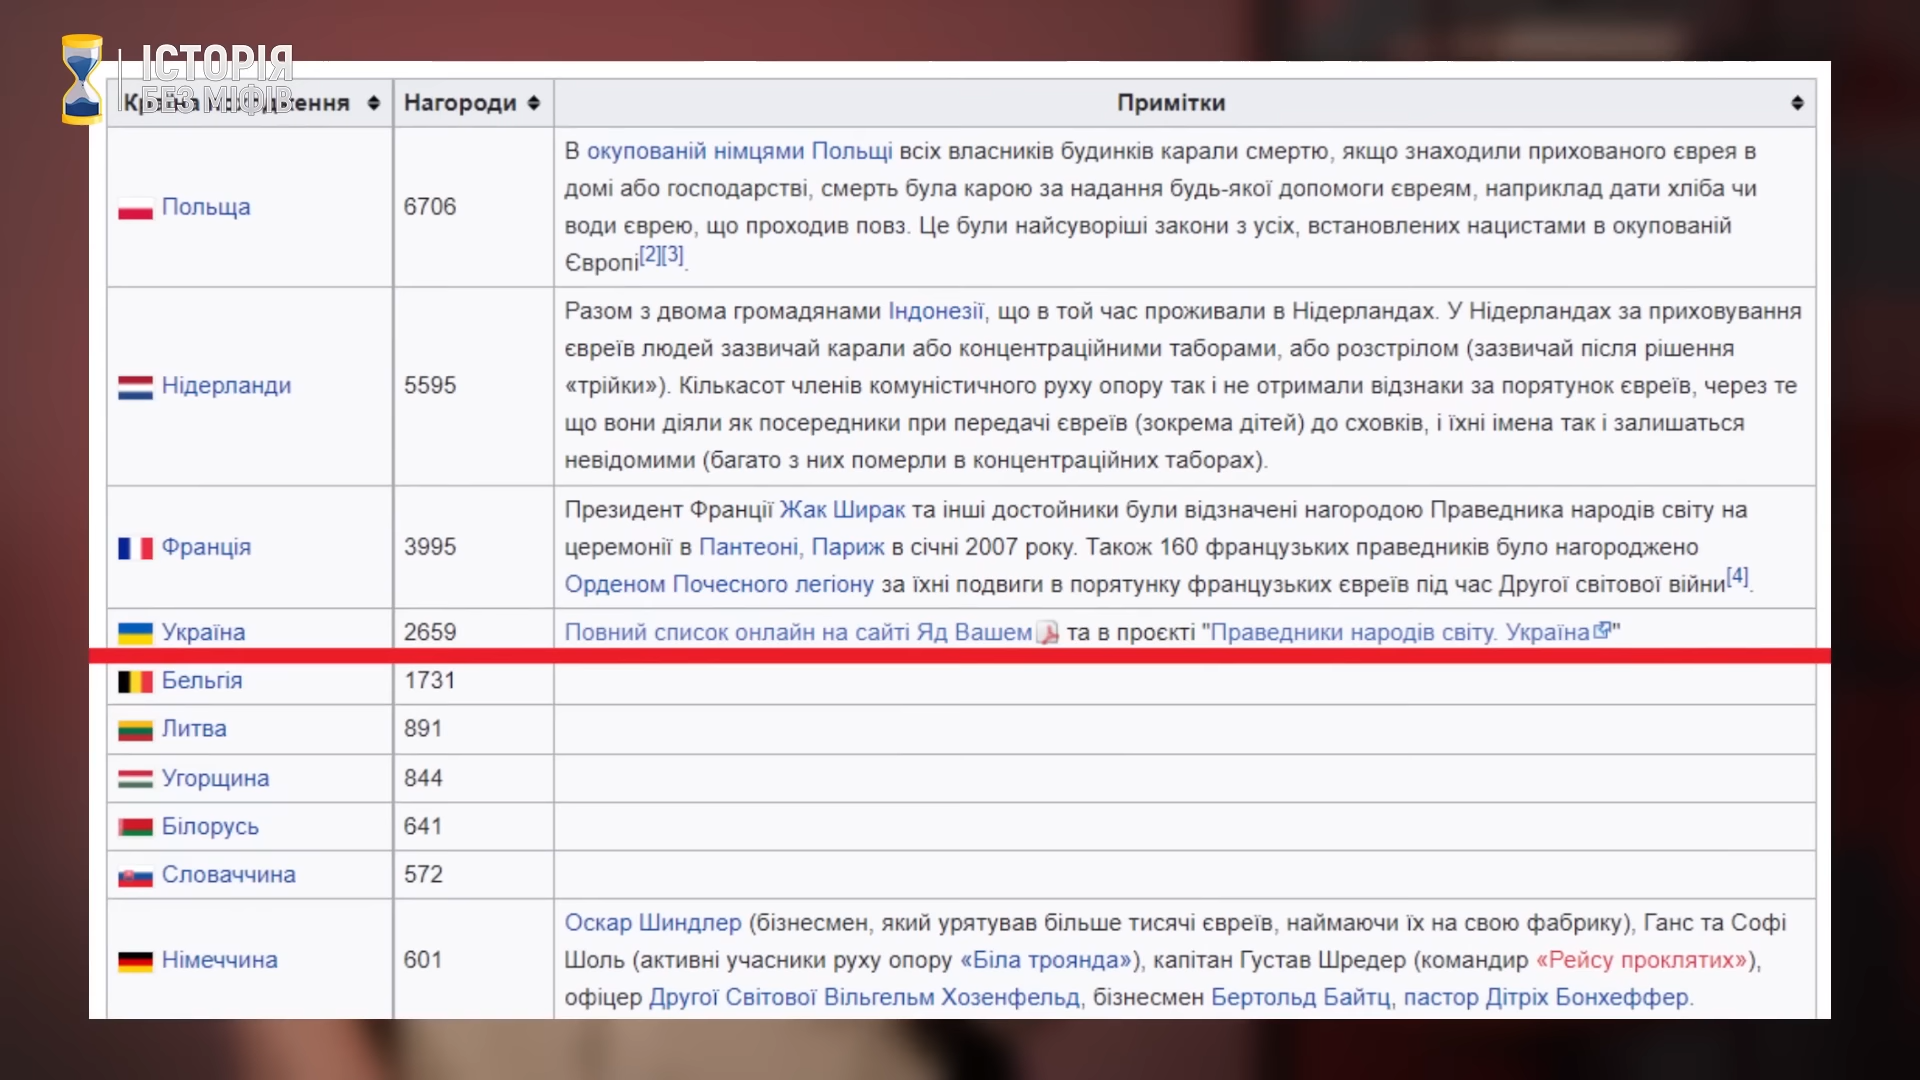 ІСТОРІЯ
БЕЗ МІФІВ
Нагороди
Примітки
Польща
6706
В окупованій німцями Польщі всіх власників будинків карали смертю, якщо знаходили прихованого єврея в
домі або господарстві, смерть була карою за надання будь-якої допомоги євреям, наприклад дати хліба чи
води єврею, що проходив повз. Це були найсуворіші закони з усіх, встановлених нацистами в окупованій
Європі[2][3].
Нідерланди
5595
Разом з двома громадянами Індонезії, що в той час проживали в Нідерландах. У Нідерландах за приховування
євреїв людей зазвичай карали або концентраційними таборами, або розстрілом (зазвичай після рішення
«трійки»). Кількасот членів комуністичного руху опору так і не отримали відзнаки за порятунок євреїв, через те
що вони діяли як посередники при передачі євреїв (зокрема дітей) до сховків, і їхні імена так і залишаться
невідомими (багато з них померли в концентраційних таборах).
Франція
3995
Президент Франції Жак Ширак та інші достойники були відзначені нагородою Праведника народів світу на
церемонії в Пантеоні, Париж в січні 2007 року. Також 160 французьких праведників було нагороджено
Орденом Почесного легіону за їхні подвиги в порятунку французьких євреїв під час Другої світової війни[4].
Україна
2659
Повний список онлайн на сайті Яд Вашем та в проєкті "Праведники народів світу. Україна"
Бельгія
1731
Литва
891
Угорщина
844
Білорусь
641
Словаччина
572
Німеччина
601
Оскар Шиндлер (бізнесмен, який урятував більше тисячі євреїв, наймаючи їх на свою фабрику), Ганс та Софі
Шоль (активні учасники руху опору «Біла троянда»), капітан Густав Шредер (командир «Рейсу проклятих»),
офіцер Другої Світової Вільгельм Хозенфельд, бізнесмен Бертольд Байтц, пастор Дітріх Бонхеффер.